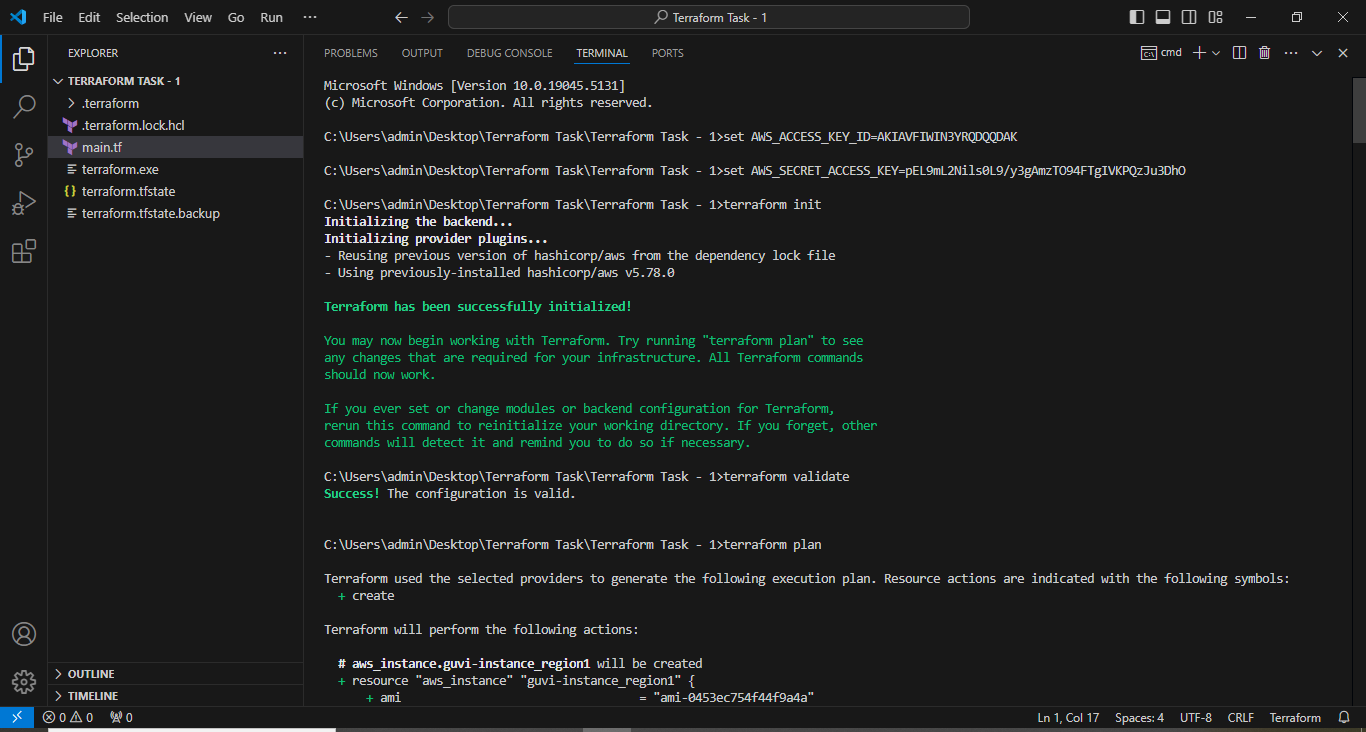 File Edit Selection View Go Run ···
Terraform Task - 1
EXPLORER
TERRAFORM TASK - 1
.terraform
.terraform.lock.hcl
main.tf
terraform.exe
terraform.tfstate
terraform.tfstate.backup
OUTLINE
TIMELINE
PROBLEMS OUTPUT DEBUG CONSOLE TERMINAL PORTS
cmd
Microsoft Windows [Version 10.0.19045.5131]
(c) Microsoft Corporation. All rights reserved.
C:\Users\admin\Desktop\Terraform Task\Terraform Task - 1>set AWS_ACCESS_KEY_ID=AKIAVFIWIN3YRQDQQDAK
C:\Users\admin\Desktop\Terraform Task\Terraform Task - 1>set AWS_SECRET_ACCESS_KEY=
C:\Users\admin\Desktop\Terraform Task\Terraform Task - 1>terraform init
Initializing the backend...
Initializing provider plugins...
- Reusing previous version of hashicorp/aws from the dependency lock file
- Using previously-installed hashicorp/aws v5.78.0
Terraform has been successfully initialized!
You may now begin working with Terraform. Try running "terraform plan" to see
any changes that are required for your infrastructure. All Terraform commands
should now work.
If you ever set or change modules or backend configuration for Terraform,
rerun this command to reinitialize your working directory. If you forget, other
commands will detect it and remind you to do so if necessary.
C:\Users\admin\Desktop\Terraform Task\Terraform Task - 1>terraform validate
Success! The configuration is valid.
C:\Users\admin\Desktop\Terraform Task\Terraform Task - 1>terraform plan
Terraform used the selected providers to generate the following execution plan. Resource actions are indicated with the following symbols:
+ create
Terraform will perform the following actions:
# aws_instance.guvi-instance_region1 will be created
+ resource "aws_instance" "guvi-instance_region1" {
+ ami = "ami-0453ec754f44f9a4a"
0 0 0
Ln 1, Col 17 Spaces: 4 UTF-8 CRLF Terraform